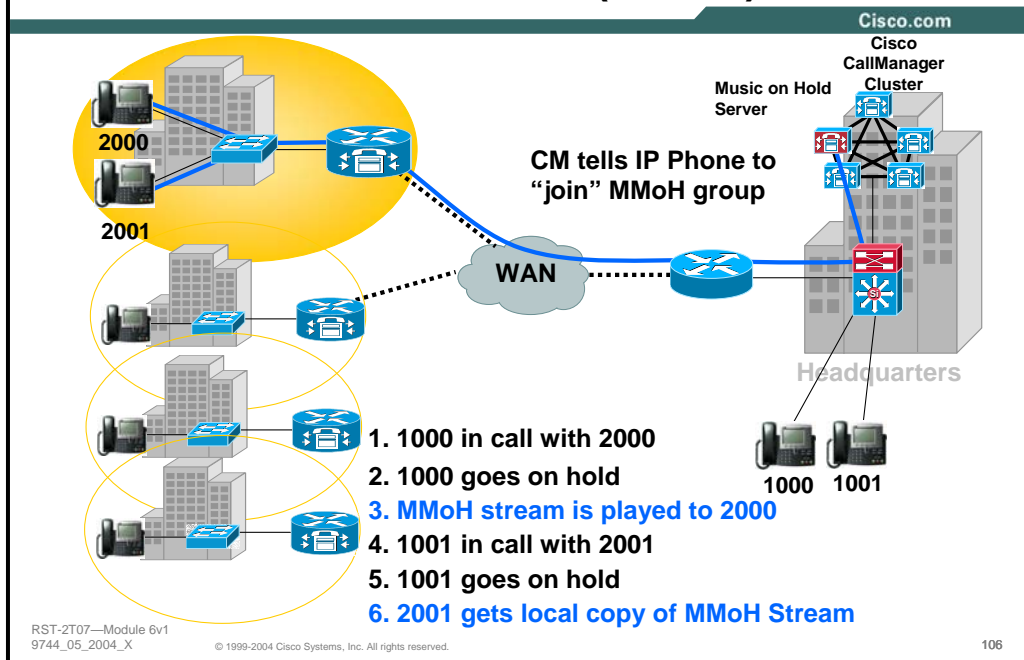 Cisco.com
Cisco
CallManager
Cluster
Music on Hold
Server
2000
2001
CM tells IP Phone to
"join" MMoH group
WAN
Si
Headquarters
1000
1001
1. 1000 in call with 2000
2. 1000 goes on hold
3. MMoH stream is played to 2000
4. 1001 in call with 2001
5. 1001 goes on hold
6. 2001 gets local copy of MMoH Stream
RST-2T07—Module 6v1
9744_05_2004_X
© 1999-2004 Cisco Systems, Inc. All rights reserved.
106